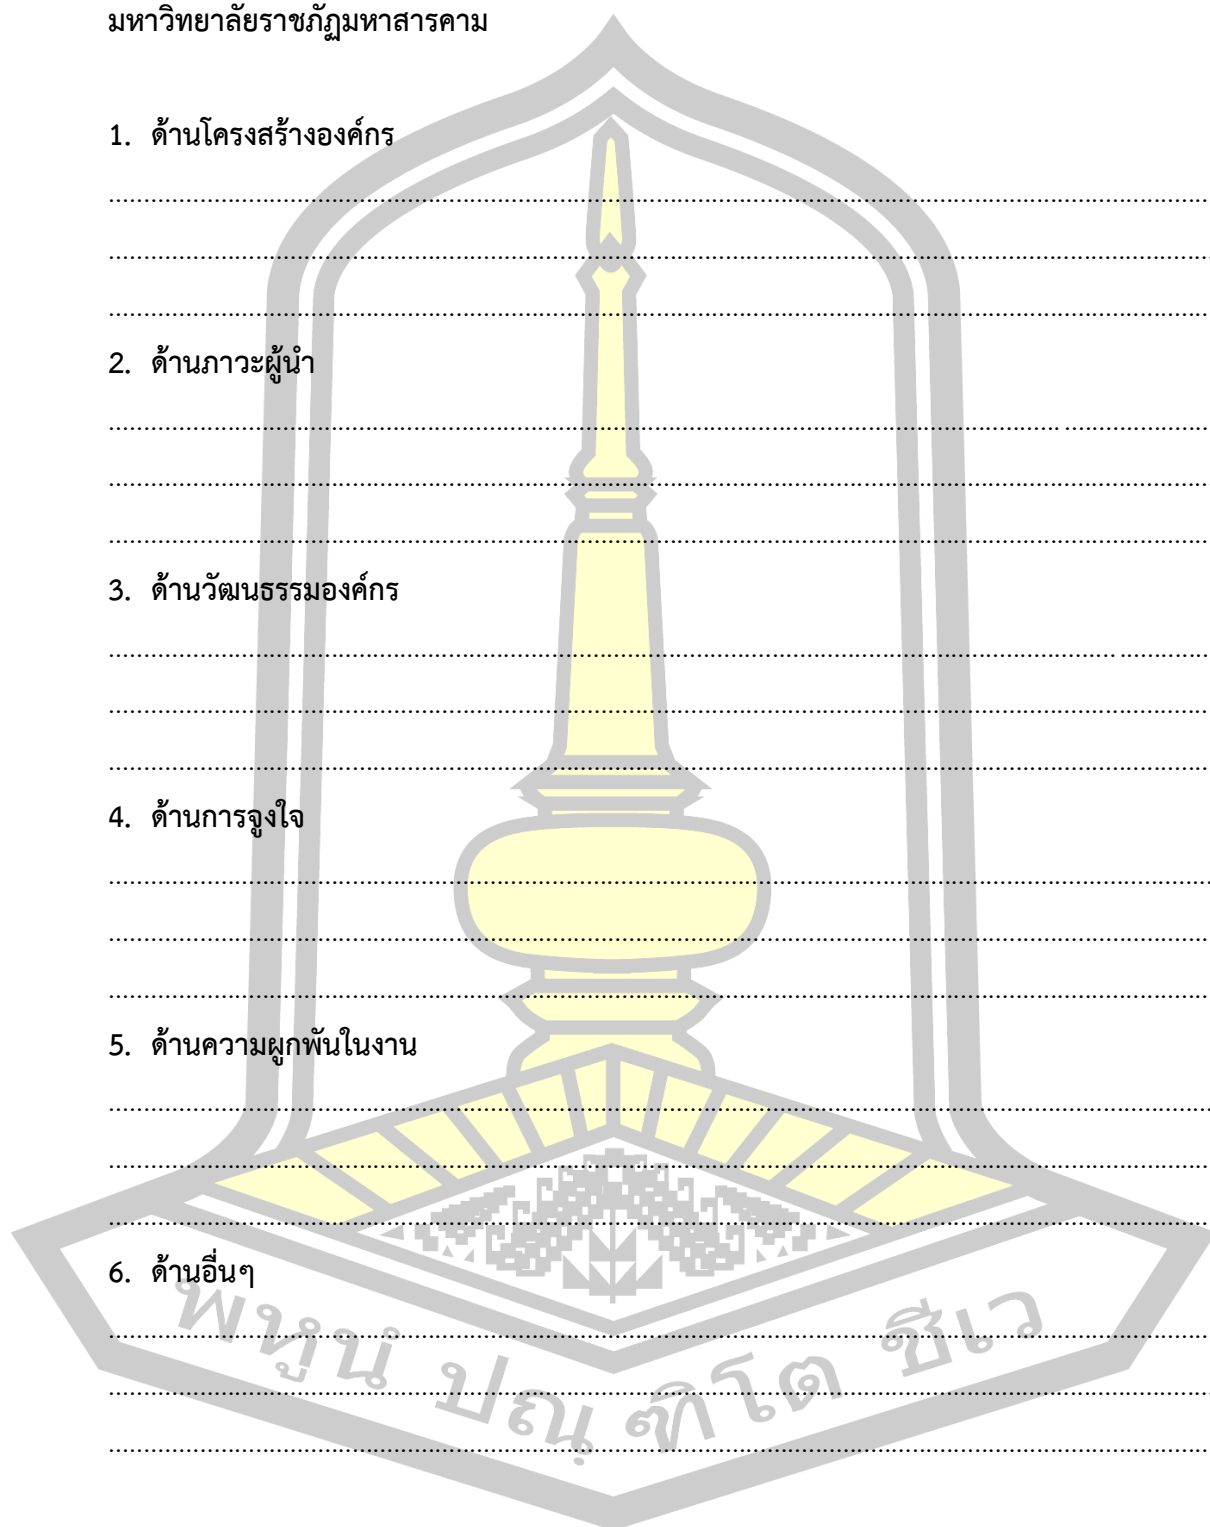 มหาวิทยาลัยราชภัฏมหาสารคาม
1. ด้านโครงสร้างองค์กร
................................................................................
................................................................................
................................................................................
2. ด้านภาวะผู้นำ
................................................................................
................................................................................
................................................................................
3. ด้านวัฒนธรรมองค์กร
................................................................................
................................................................................
................................................................................
4. ด้านการจูงใจ
................................................................................
................................................................................
................................................................................
5. ด้านความผูกพันในงาน
................................................................................
................................................................................
................................................................................
6. ด้านอื่นๆ
................................................................................
................................................................................
................................................................................
พหูนํ ปณฺฑิโต ชีเว